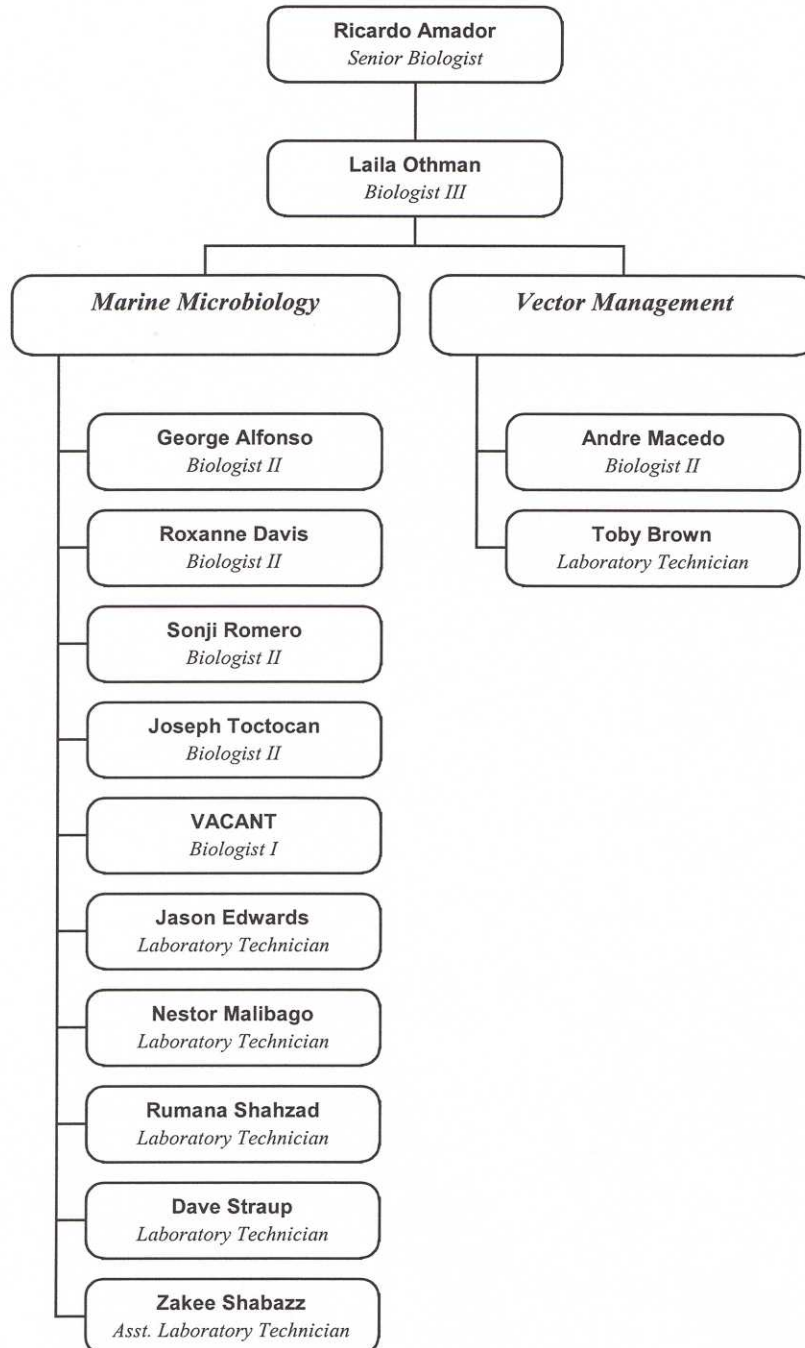 Ricardo Amador
Senior Biologist
Laila Othman
Biologist III
Marine Microbiology
Vector Management
George Alfonso
Biologist II
Roxanne Davis
Biologist II
Sonji Romero
Biologist II
Joseph Toctocan
Biologist II
VACANT
Biologist I
Jason Edwards
Laboratory Technician
Nestor Malibago
Laboratory Technician
Rumana Shahzad
Laboratory Technician
Dave Straup
Laboratory Technician
Zakee Shabazz
Asst. Laboratory Technician
Andre Macedo
Biologist II
Toby Brown
Laboratory Technician